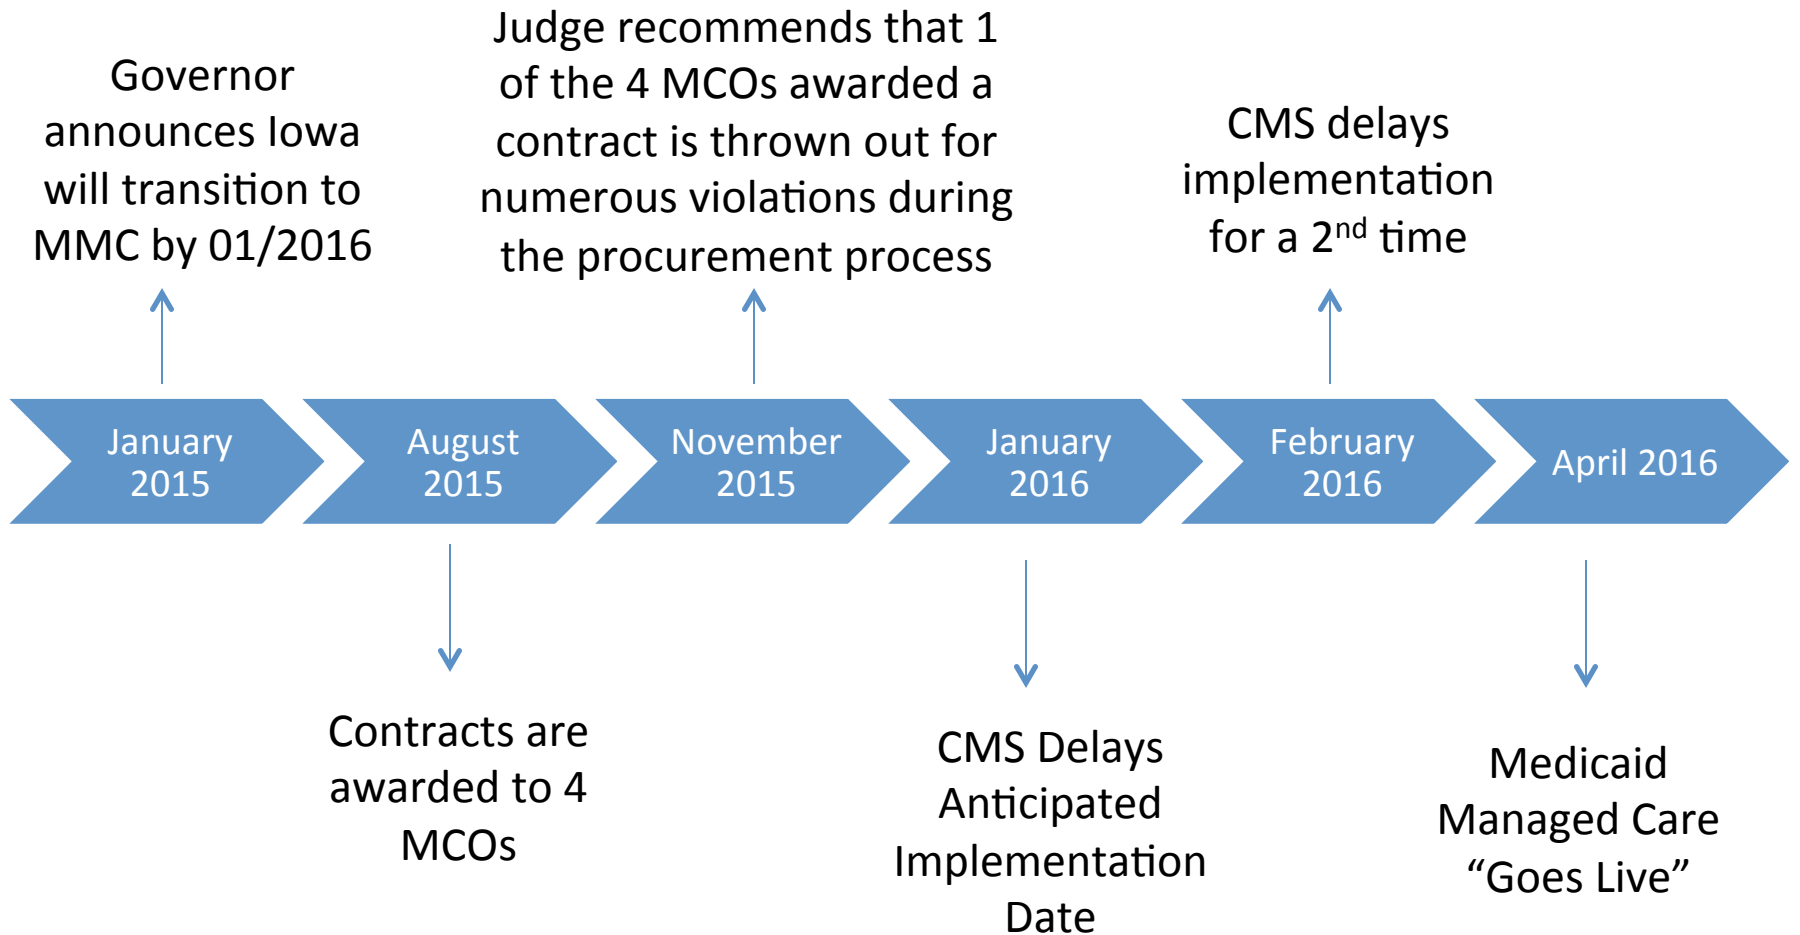 Governor
announces Iowa
will transition to
MMC by 01/2016
Judge recommends that 1
of the 4 MCOs awarded a
contract is thrown out for
numerous violations during
the procurement process
CMS delays
implementation
for a 2nd time
January
2015
August
2015
November
2015
January
2016
February
2016
April 2016
Contracts are
awarded to 4
MCOs
CMS Delays
Anticipated
Implementation
Date
Medicaid
Managed Care
“Goes Live”